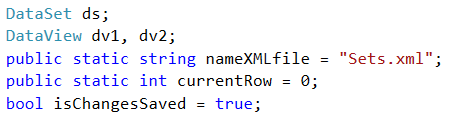 DataSet ds;
DataView dv1, dv2;
public static string nameXMLfile = "Sets.xml";
public static int currentRow = 0;
bool isChangesSaved = true;